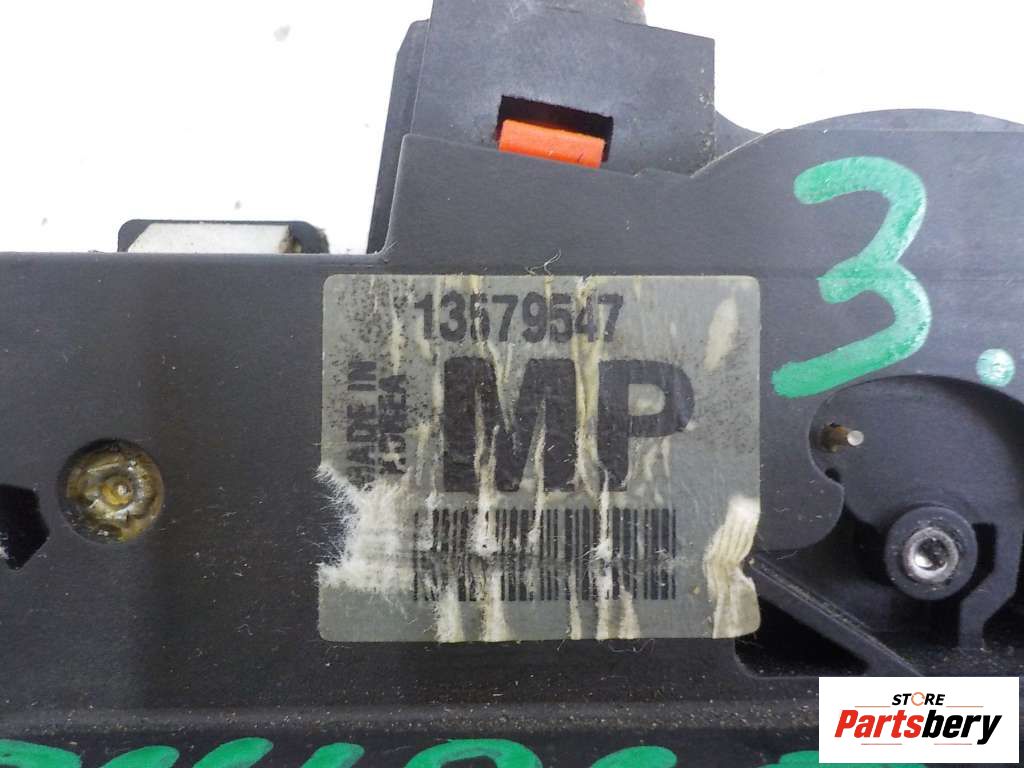 3.
13579547
MADE IN
KOREA
MP
STORE
Partsbery